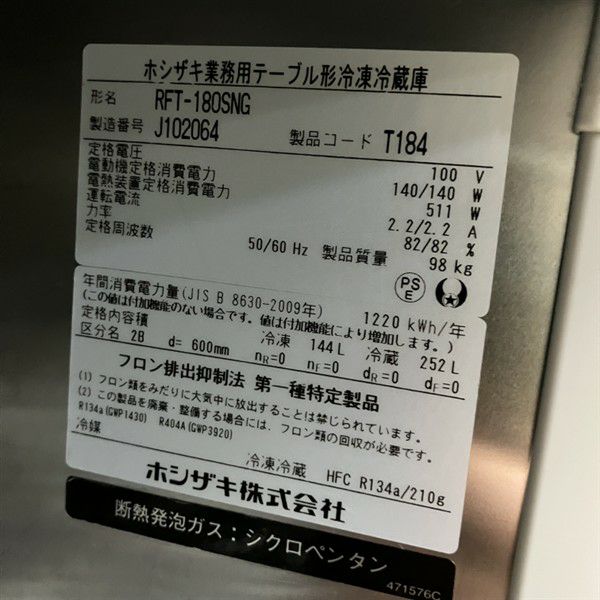 ホシザキ業務用テーブル形冷凍冷蔵庫
形名 RFT-180SNG
製造番号 J102064 製品コード T184
定格電圧 100 V
電動機定格消費電力 140/140 W
電熱装置定格消費電力 511 W
運転電流 2.2/2.2 A
力率 82/82 %
定格周波数 50/60 Hz 製品質量 98 kg
PSE
年間消費電力量(JIS B 8630-2009年) 1220 kWh/年
(この値は付加機能のない場合です。この値は付加機能により増加します。)
定格内容積 冷凍 144L 冷蔵 252L
区分名 2B d= 600mm nR=0 nF=0 dR=0 dF=0
フロン排出抑制法 第一種特定製品
(1) フロン類をみだりに大気中に放出することは禁じられています。
(2) この製品を廃棄・整備する場合には、フロン類の回収が必要です。
R134a(GWP1430) R404A(GWP3920)
冷媒 冷凍冷蔵 HFC R134a/210g
ホシザキ株式会社
断熱発泡ガス：シクロペンタン
471576C